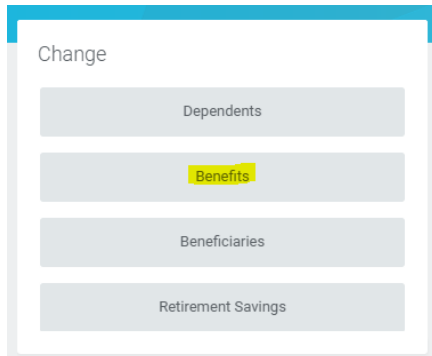 Change
Dependents
Benefits
Beneficiaries
Retirement Savings